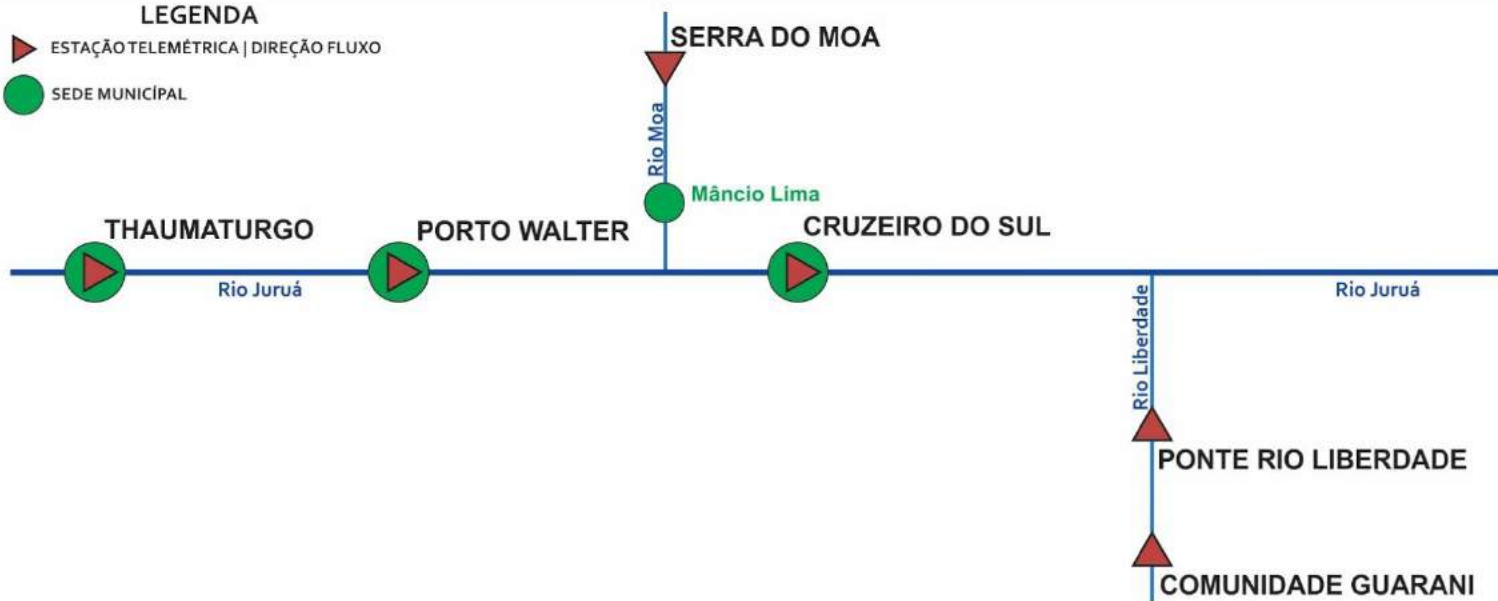 LEGENDA
ESTAÇÃO TELEMÉTRICA | DIREÇÃO FLUXO
SEDE MUNICÍPAL
SERRA DO MOA
Rio Moa
Mâncio Lima
THAUMATURGO
PORTO WALTER
CRUZEIRO DO SUL
Rio Juruá
Rio Juruá
Rio Liberdade
PONTE RIO LIBERDADE
COMUNIDADE GUARANI